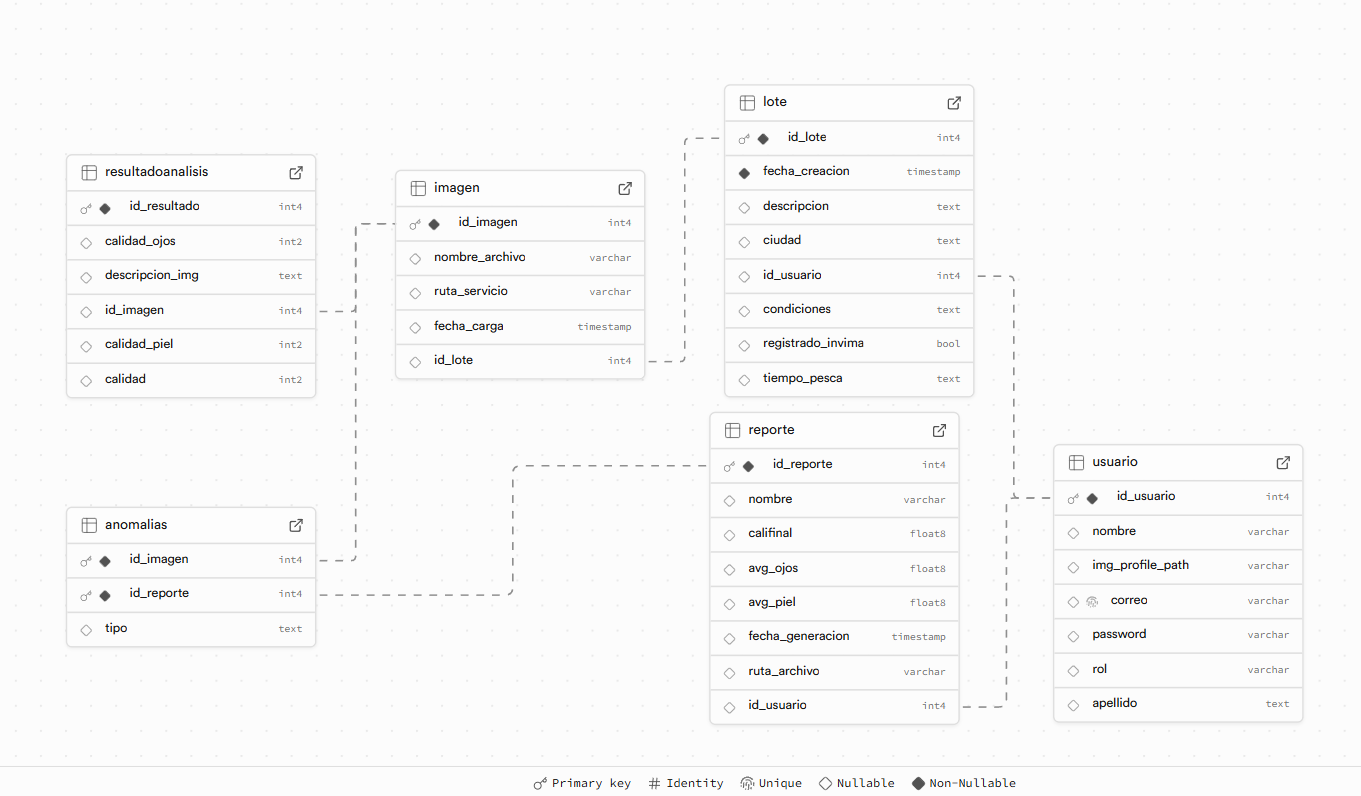 lote
id_lote int4
fecha_creacion timestamp
descripcion text
ciudad text
id_usuario int4
condiciones text
registrado_invima bool
tiempo_pesca text
resultadoanalisis
id_resultado int4
calidad_ojos int2
descripcion_img text
id_imagen int4
calidad_piel int2
calidad int2
imagen
id_imagen int4
nombre_archivo varchar
ruta_servicio varchar
fecha_carga timestamp
id_lote int4
reporte
id_reporte int4
nombre varchar
califinal float8
avg_ojos float8
avg_piel float8
fecha_generacion timestamp
ruta_archivo varchar
id_usuario int4
usuario
id_usuario int4
nombre varchar
img_profile_path varchar
correo varchar
password varchar
rol varchar
apellido text
anomalias
id_imagen int4
id_reporte int4
tipo text
Primary key Identity Unique Nullable Non-Nullable